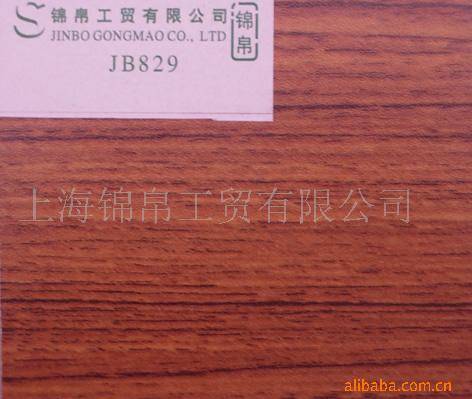 S 锦帛工贸有限公司 锦帛
JINBO GONGMAO CO., LTD
JB829
上海锦帛工贸有限公司
alibaba.com.cn